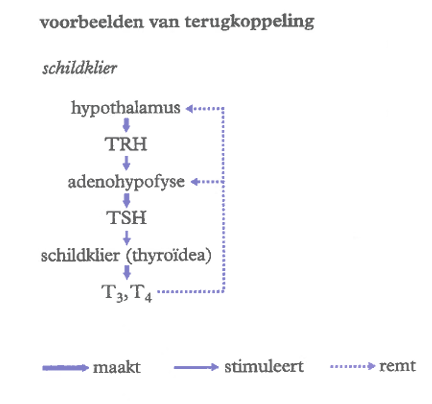 voorbeelden van terugkoppeling
schildklier
hypothalamus
TRH
adenohypofyse
TSH
schildklier (thyroïdea)
T₃, T₄
maakt stimuleert remt